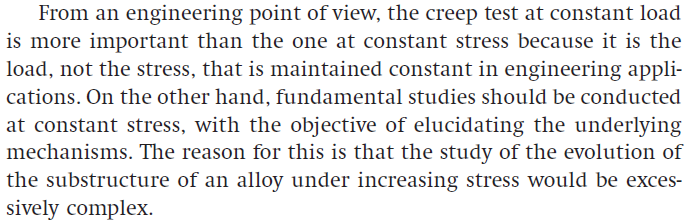 From an engineering point of view, the creep test at constant load
is more important than the one at constant stress because it is the
load, not the stress, that is maintained constant in engineering appli-
cations. On the other hand, fundamental studies should be conducted
at constant stress, with the objective of elucidating the underlying
mechanisms. The reason for this is that the study of the evolution of
the substructure of an alloy under increasing stress would be exces-
sively complex.